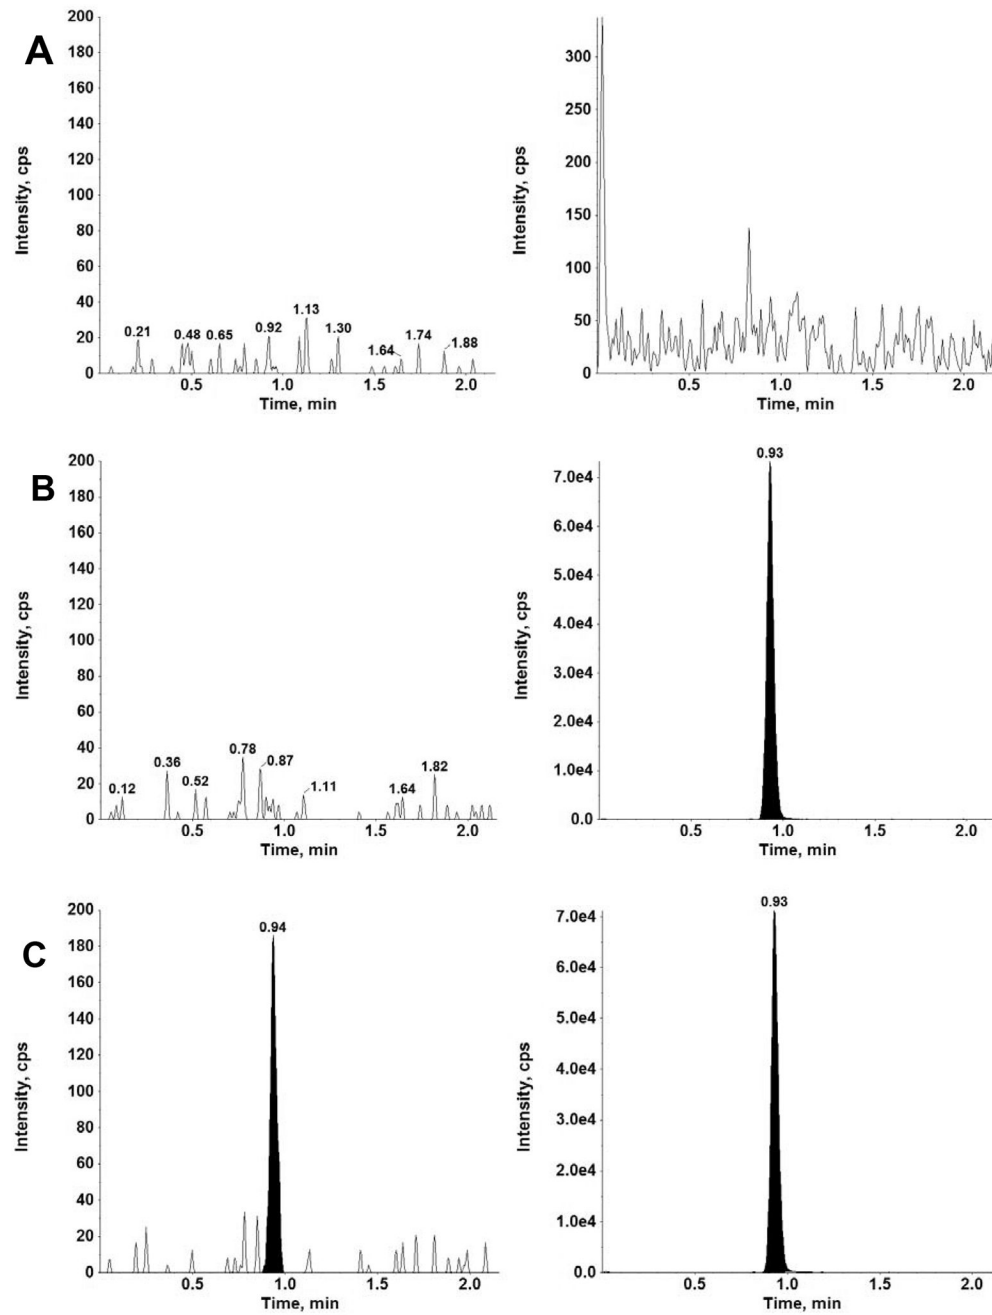 A
Intensity, cps
200
180
160
140
120
100
80
60
40
20
0
0.21
0.48
0.65
0.92
1.13
1.30
1.64
1.74
1.88
0.5 1.0 1.5 2.0
Time, min
Intensity, cps
300
250
200
150
100
50
0
0.5 1.0 1.5 2.0
Time, min
B
Intensity, cps
200
180
160
140
120
100
80
60
40
20
0
0.12
0.36
0.52
0.78
0.87
1.11
1.64
1.82
0.5 1.0 1.5 2.0
Time, min
Intensity, cps
0.93
7.0e4
6.0e4
5.0e4
4.0e4
3.0e4
2.0e4
1.0e4
0.0
0.5 1.0 1.5 2.0
Time, min
C
Intensity, cps
200
180
160
140
120
100
80
60
40
20
0
0.94
0.5 1.0 1.5 2.0
Time, min
Intensity, cps
0.93
7.0e4
6.0e4
5.0e4
4.0e4
3.0e4
2.0e4
1.0e4
0.0
0.5 1.0 1.5 2.0
Time, min